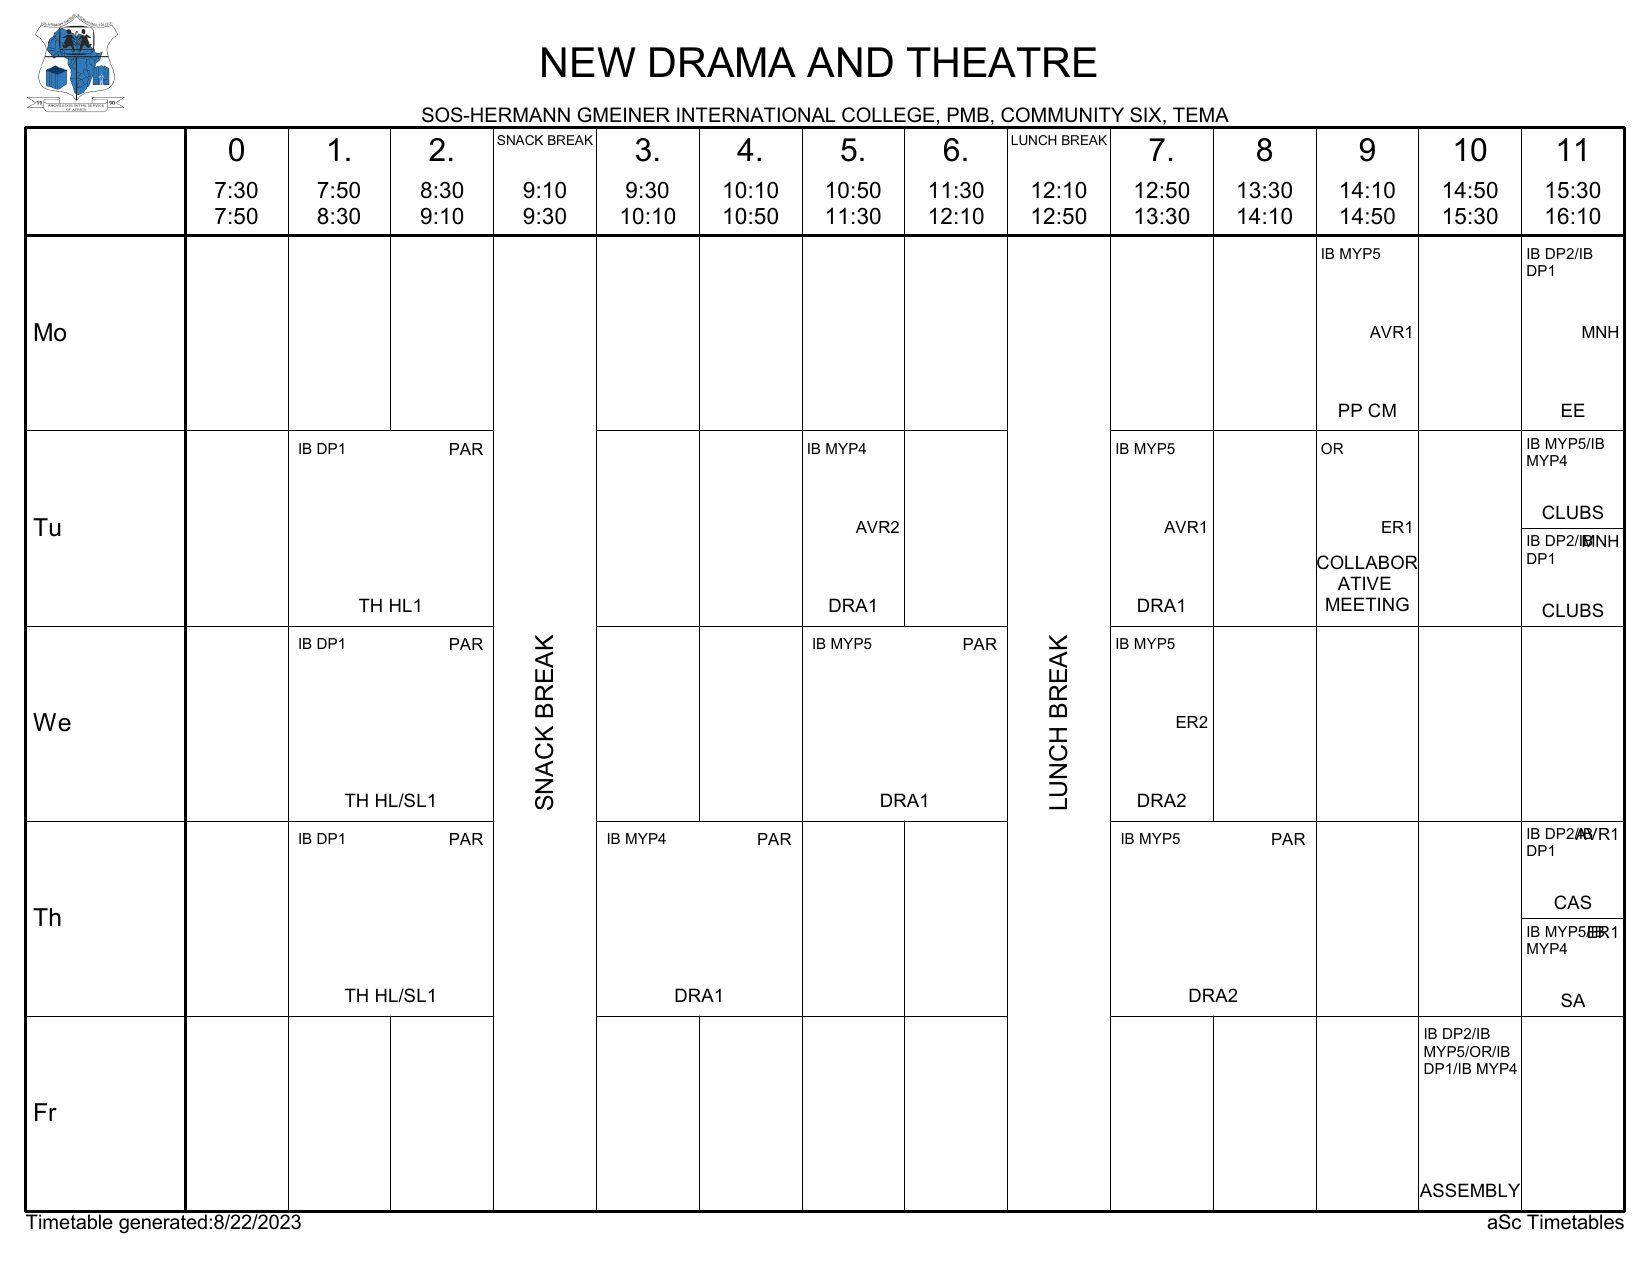 NEW DRAMA AND THEATRE
SOS-HERMANN GMEINER INTERNATIONAL COLLEGE, PMB, COMMUNITY SIX, TEMA
0 1. 2. SNACK BREAK 3. 4. 5. 6. LUNCH BREAK 7. 8 9 10 11
7:30 7:50 8:30 9:10 9:30 10:10 10:50 11:30 12:10 12:50 13:30 14:10 14:50 15:30
7:50 8:30 9:10 9:30 10:10 10:50 11:30 12:10 12:50 13:30 14:10 14:50 15:30 16:10
Mo
IB MYP5
AVR1
PP CM
IB DP2/IB
DP1
MNH
EE
Tu
IB DP1 PAR
TH HL1
IB MYP4
AVR2
DRA1
IB MYP5
AVR1
DRA1
OR
ER1
COLLABOR
ATIVE
MEETING
IB MYP5/IB
MYP4
CLUBS
IB DP2/IB MNH
DP1
CLUBS
We
IB DP1 PAR
TH HL/SL1
SNACK BREAK
IB MYP5 PAR
DRA1
LUNCH BREAK
IB MYP5
ER2
DRA2
Th
IB DP1 PAR
TH HL/SL1
IB MYP4 PAR
DRA1
IB MYP5 PAR
DRA2
IB DP2/IB AVR1
DP1
CAS
IB MYP5/IB ER1
MYP4
SA
Fr
IB DP2/IB
MYP5/OR/IB
DP1/IB MYP4
ASSEMBLY
Timetable generated:8/22/2023 aSc Timetables